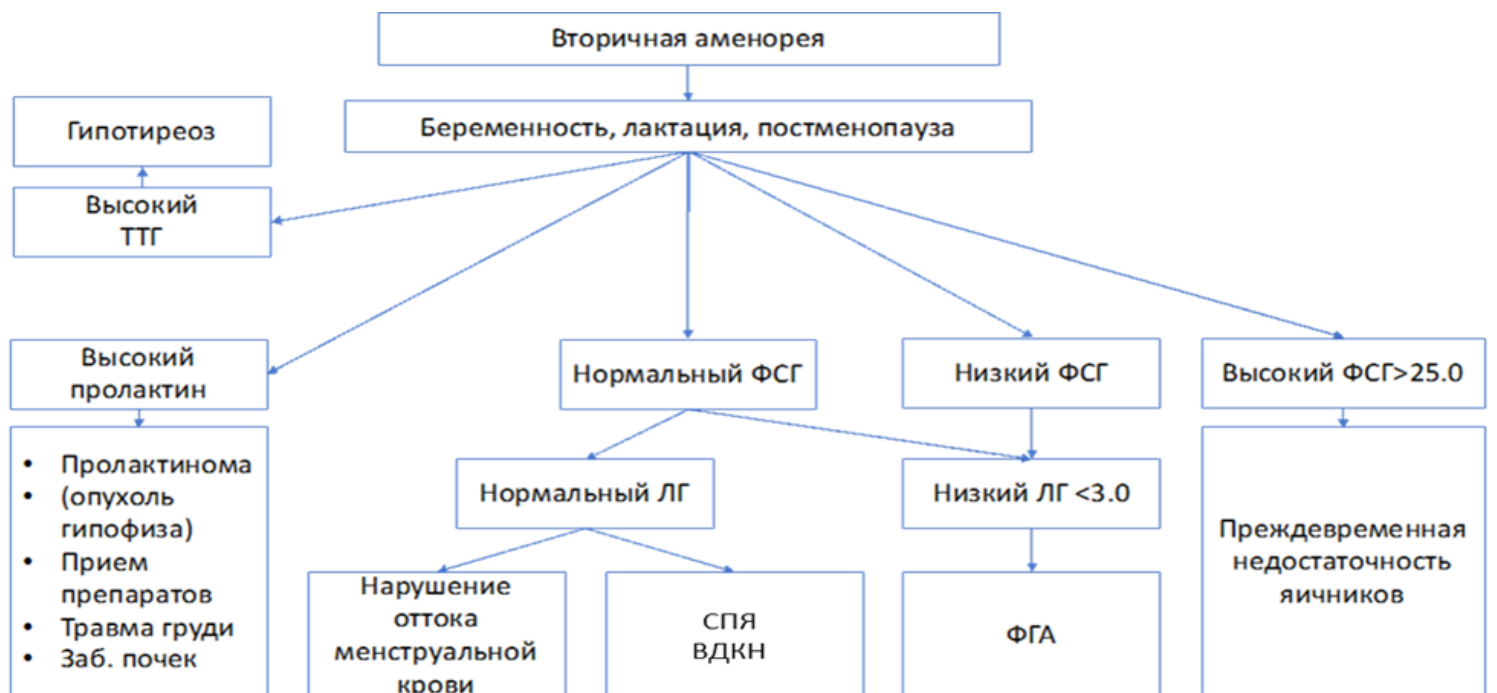 Вторичная аменорея
Беременность, лактация, постменопауза
Гипотиреоз
Высокий
ТТГ
Высокий
пролактин
• Пролактинома
• (опухоль
гипофиза)
• Прием
препаратов
• Травма груди
• Заб. почек
Нормальный ФСГ
Низкий ФСГ
Высокий ФСГ>25.0
Нормальный ЛГ
Низкий ЛГ <3.0
Нарушение
оттока
менструальной
крови
СПЯ
ВДКН
ФГА
Преждевременная
недостаточность
яичников